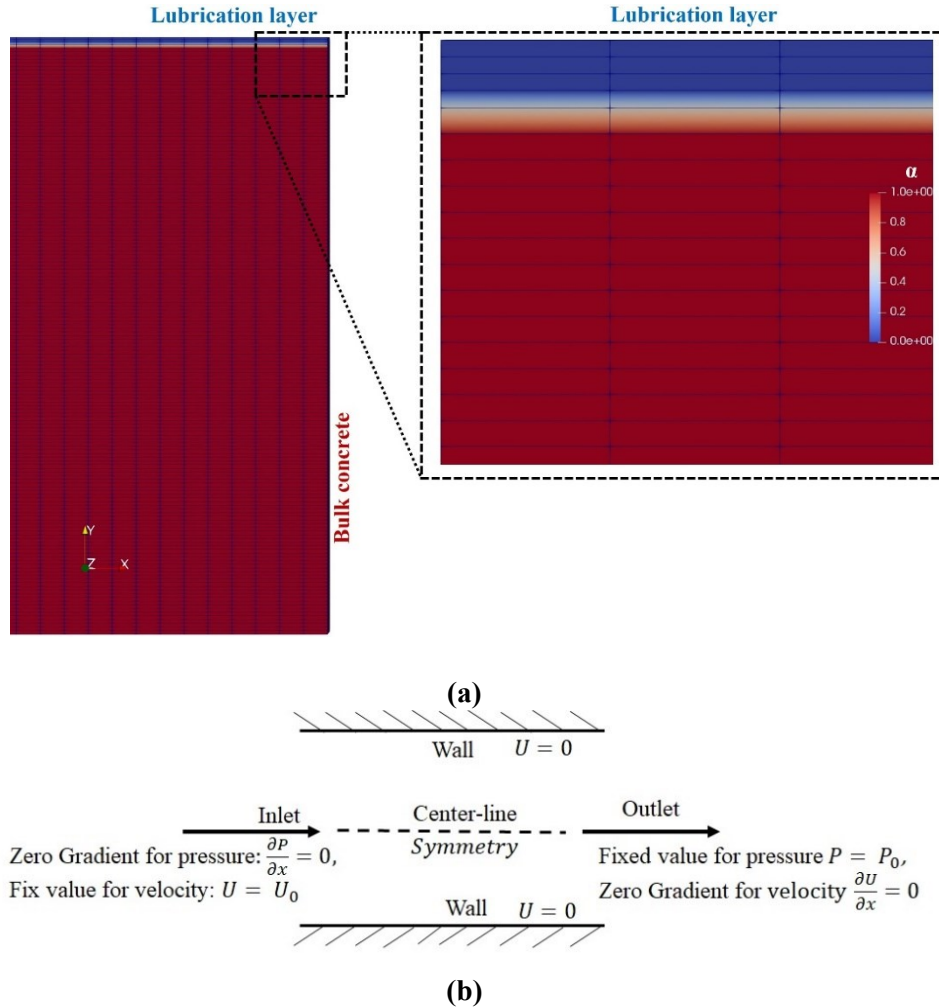 Lubrication layer
Lubrication layer
α
1.0e+00
0.8
0.6
0.4
0.2
0.0e+00
Bulk concrete
Y
Z X
(a)
Wall U = 0
Inlet
Center-line
Outlet
Symmetry
Zero Gradient for pressure: ∂P/∂x = 0,
Fix value for velocity: U = U₀
Fixed value for pressure P = P₀,
Zero Gradient for velocity ∂U/∂x = 0
Wall U = 0
(b)